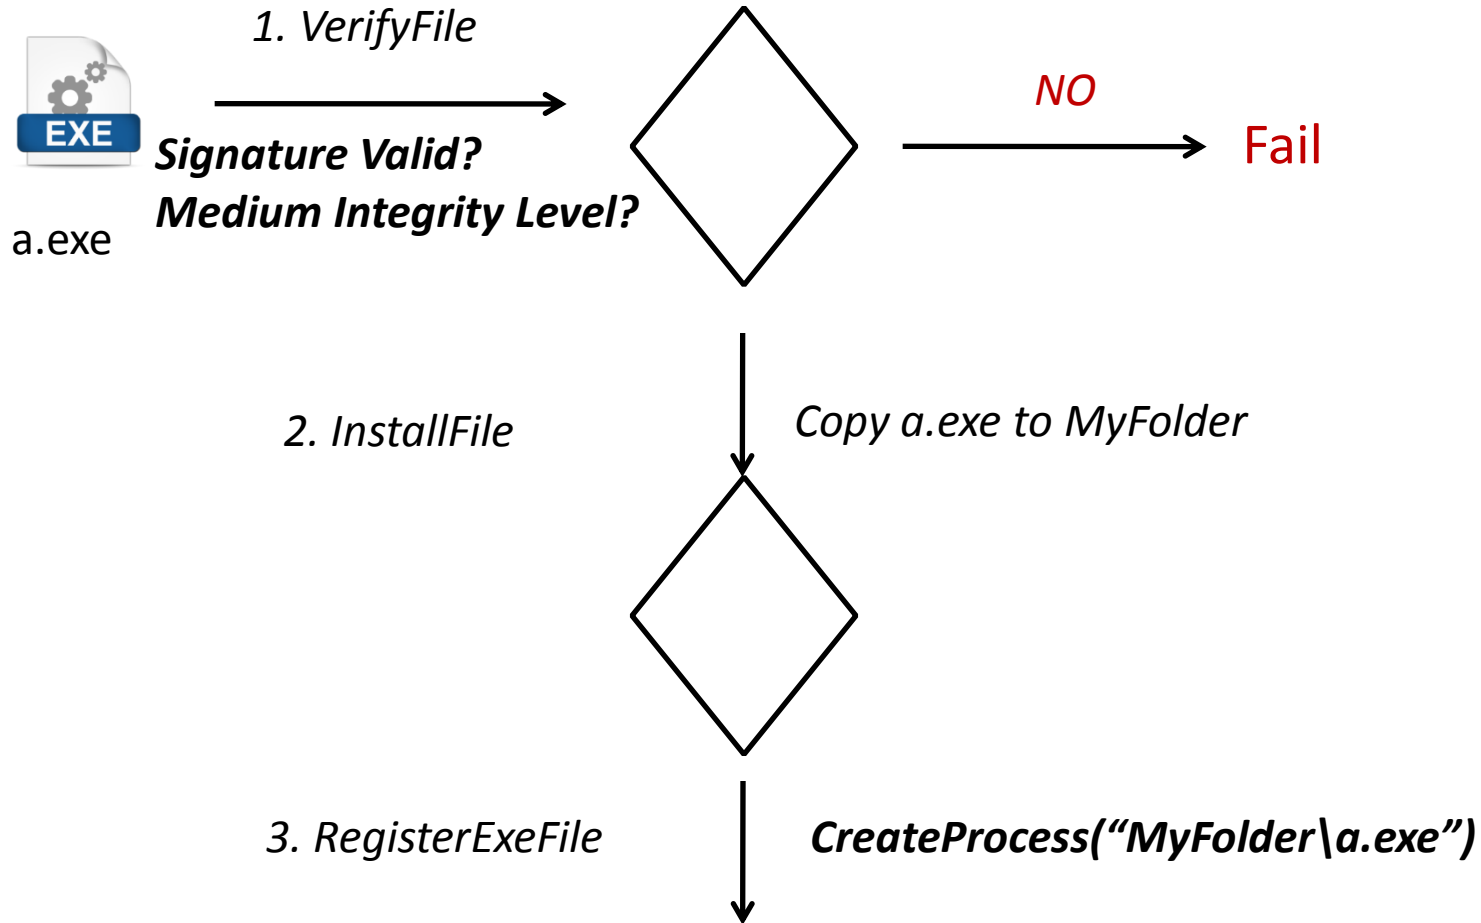 1. VerifyFile
EXE
Signature Valid?
Medium Integrity Level?
a.exe
NO
Fail
2. InstallFile
Copy a.exe to MyFolder
3. RegisterExeFile
CreateProcess(“MyFolder\a.exe”)